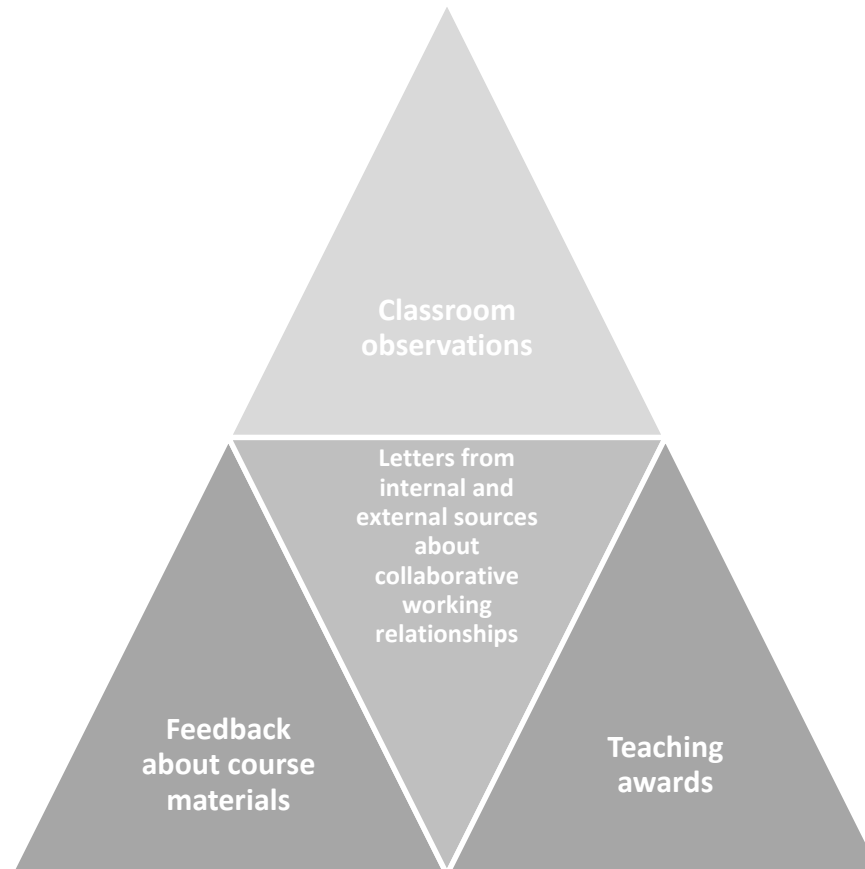 Classroom
observations
Letters from
internal and
external sources
about
collaborative
working
relationships
Feedback
about course
materials
Teaching
awards